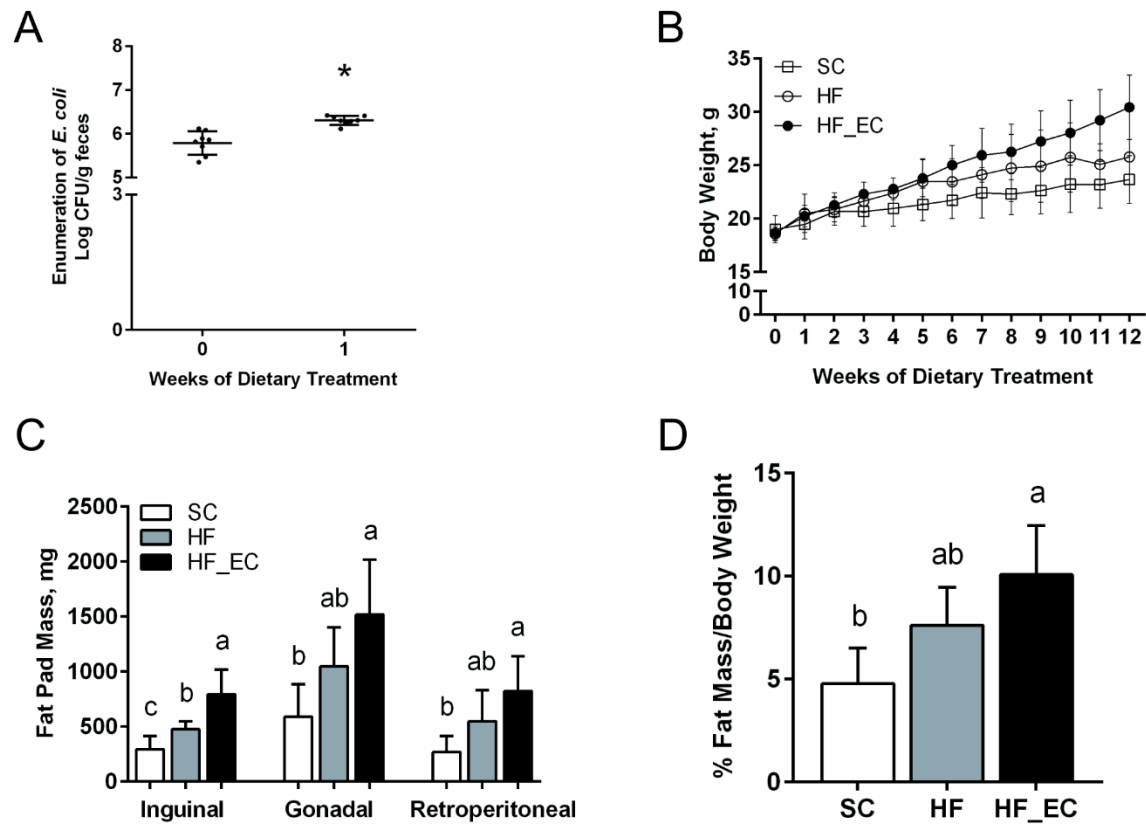 A
Enumeration of E. coli
Log CFU/g feces
8
7
6
5
3
0
*
0 1
Weeks of Dietary Treatment
B
SC
HF
HF_EC
Body Weight, g
35
30
25
20
15
10
0
0 1 2 3 4 5 6 7 8 9 10 11 12
Weeks of Dietary Treatment
C
SC
HF
HF_EC
Fat Pad Mass, mg
2500
2000
1500
1000
500
0
c b a b ab a b ab a
Inguinal Gonadal Retroperitoneal
D
% Fat Mass/Body Weight
15
10
5
0
b ab a
SC HF HF_EC